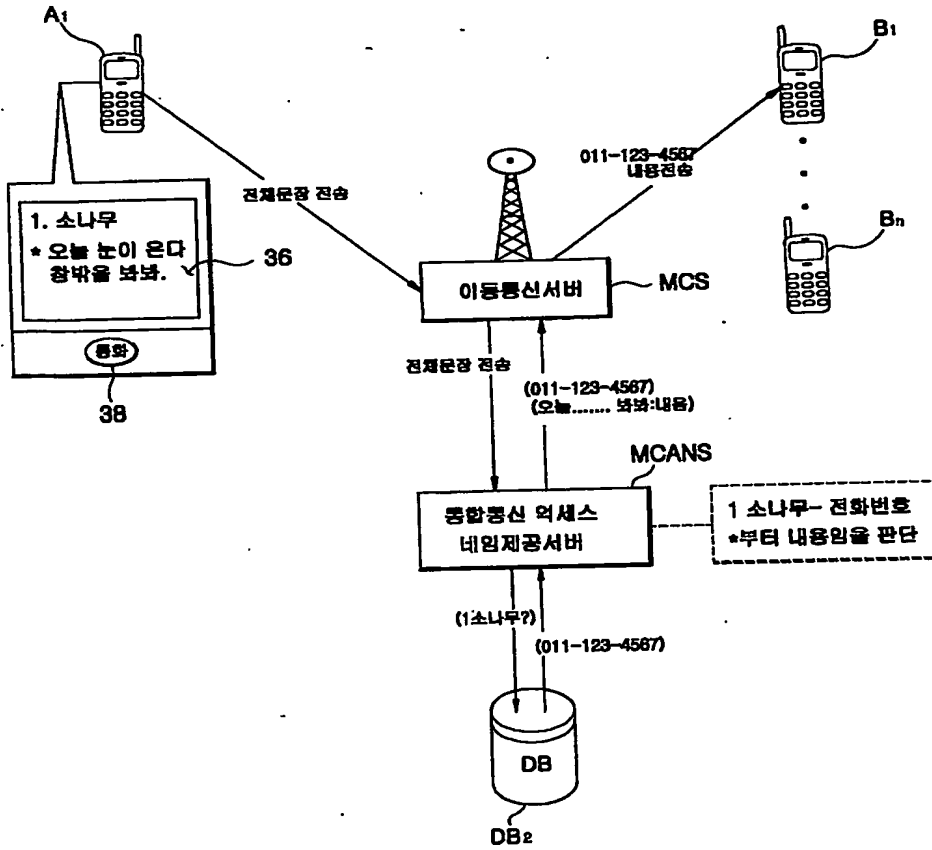 A1
B1
1. 소나무
* 오늘 눈이 온다
창밖을 봐봐.
36
통화
38
전체문장 전송
011-123-4567
내용전송
Bn
이동통신서버
MCS
전체문장 전송
(011-123-4567)
(오늘....... 봐봐:내용)
MCANS
통합통신 억세스
네임제공서버
1 소나무- 전화번호
*부터 내용임을 판단
(1소나무?)
(011-123-4567)
DB
DB2